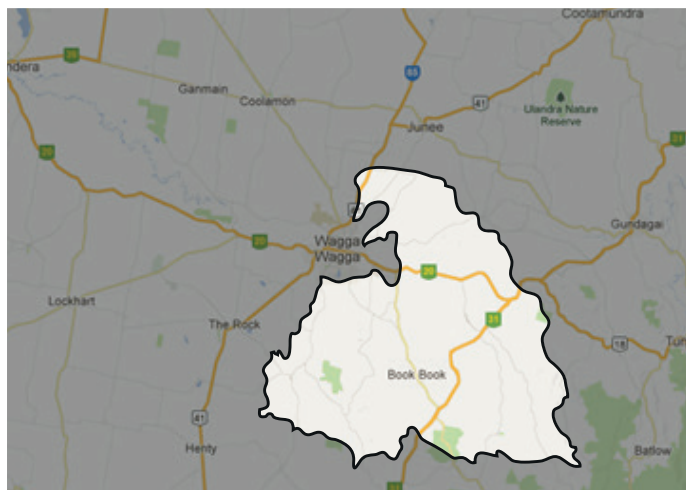 Cootamundra
39
ndera
85
Ganmain
Coolamon
41
Ulandra Nature
Reserve
Junee
31
20
Gundagai
Wagga
Wagga
20
20
Lockhart
The Rock
31
18
Tum
Book Book
41
Henty
Batlow
31